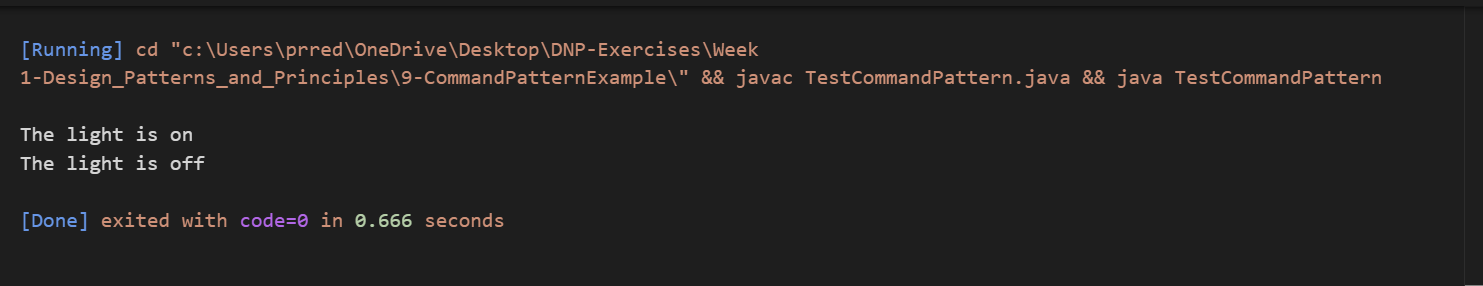 [Running] cd "c:\Users\prred\OneDrive\Desktop\DNP-Exercises\Week
1-Design_Patterns_and_Principles\9-CommandPatternExample\" && javac TestCommandPattern.java && java TestCommandPattern
The light is on
The light is off
[Done] exited with code=0 in 0.666 seconds